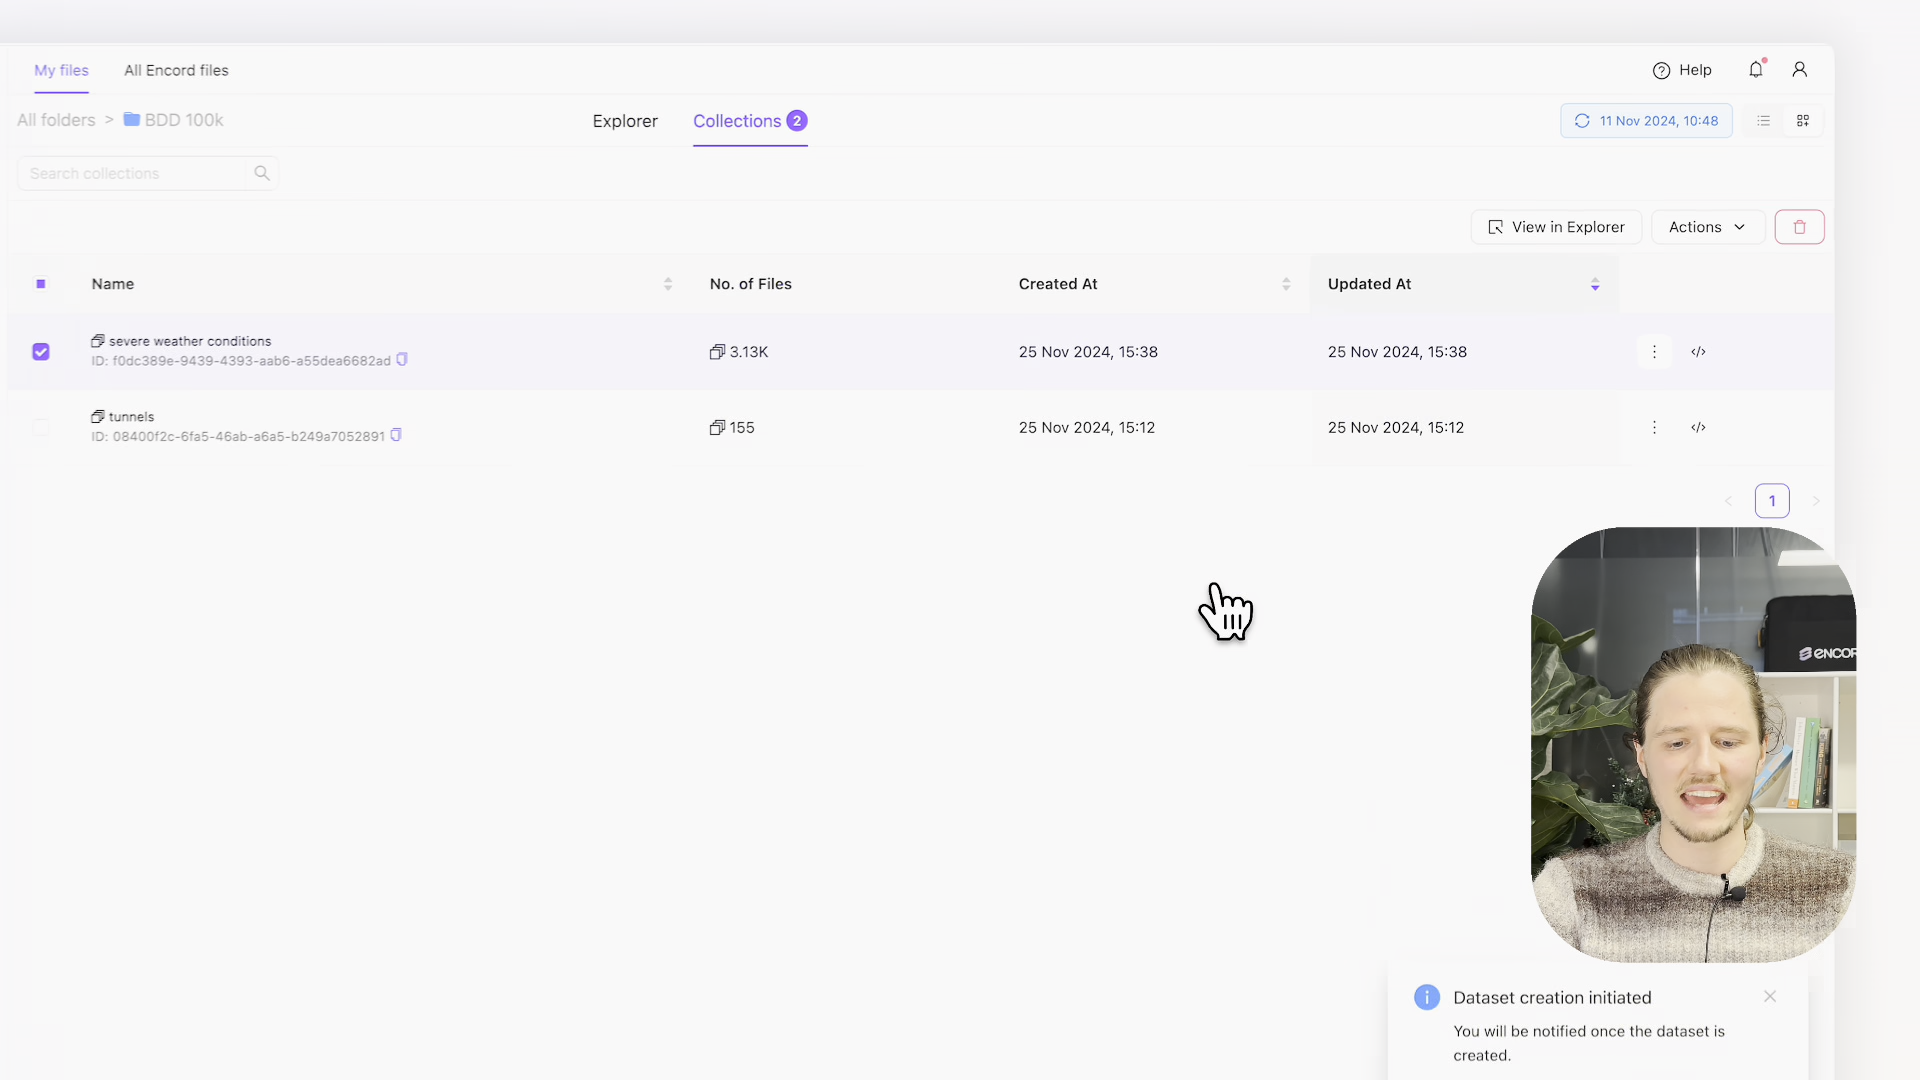 My files All Encord files Help
All folders > BDD 100k Explorer Collections 2 11 Nov 2024, 10:48
Search collections
View in Explorer Actions
Name No. of Files Created At Updated At
severe weather conditions
ID: f0dc389e-9439-4393-aab6-a55dea6682ad 3.13K 25 Nov 2024, 15:38 25 Nov 2024, 15:38 </>
tunnels
ID: 08400f2c-6fa5-46ab-a6a5-b249a7052891 155 25 Nov 2024, 15:12 25 Nov 2024, 15:12 </>
< 1 >
ENCOR
Dataset creation initiated
You will be notified once the dataset is
created.